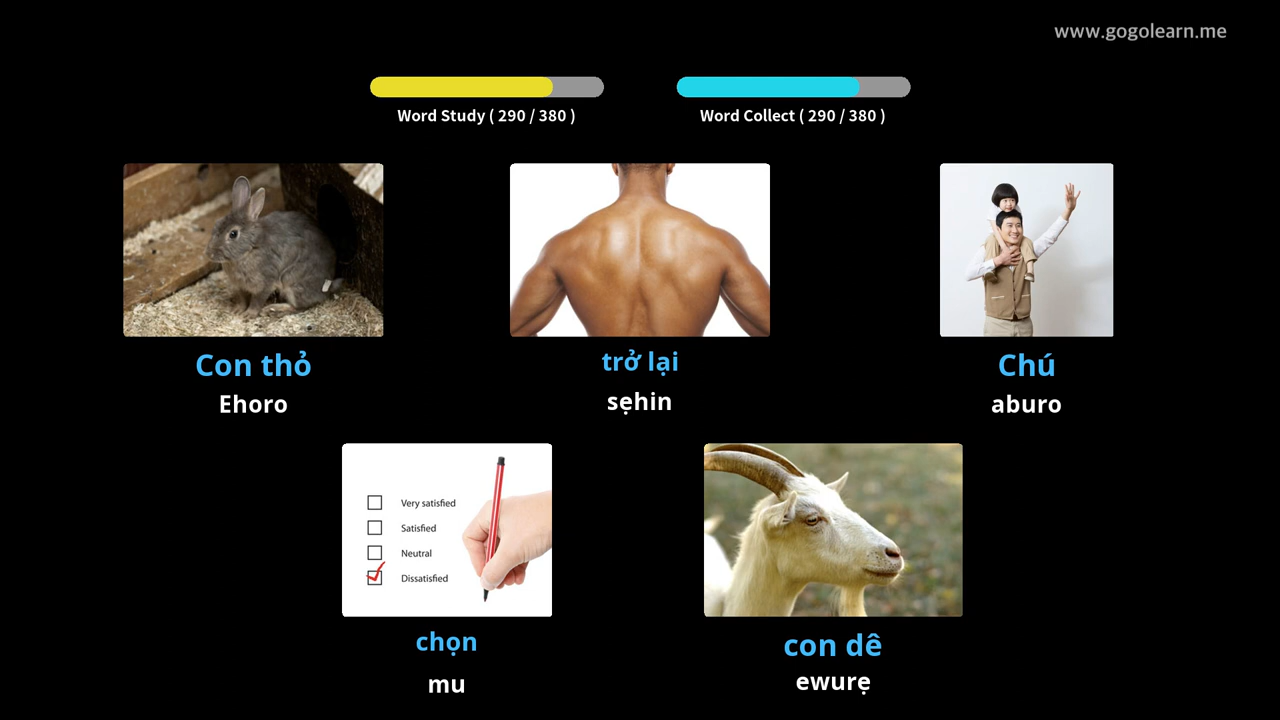 www.gogolearn.me
Word Study ( 290 / 380 )
Word Collect ( 290 / 380 )
Con thỏ
Ehoro
trở lại
sẹhin
Chú
aburo
Very satisfied
Satisfied
Neutral
Dissatisfied
chọn
mu
con dê
ewurẹ